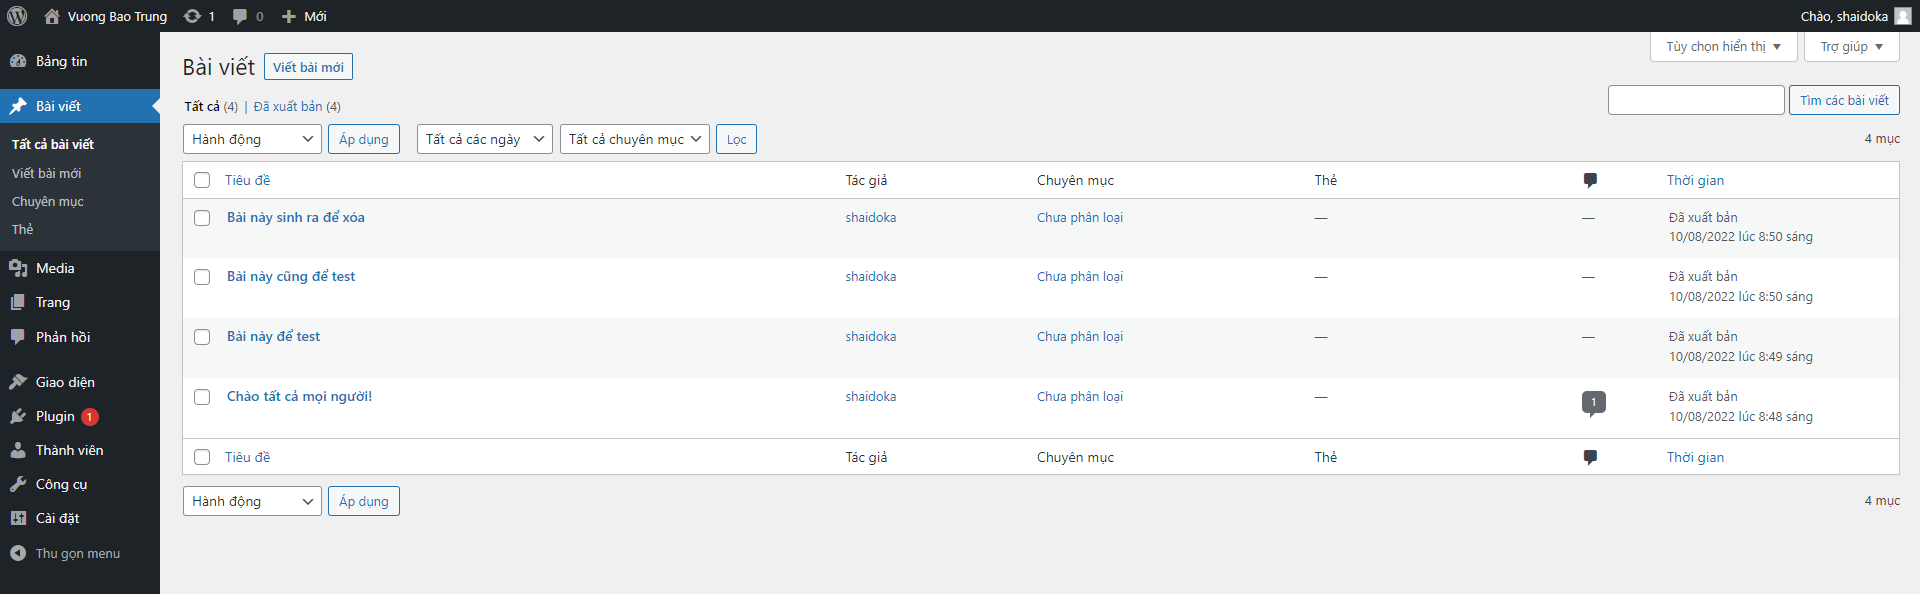 Vuong Bao Trung 1 0 Mới Chào, shaidoka
Bảng tin
Bài viết
Tất cả bài viết
Viết bài mới
Chuyên mục
Thẻ
Media
Trang
Phản hồi
Giao diện
Plugin 1
Thành viên
Công cụ
Cài đặt
Thu gọn menu
Tùy chọn hiển thị ▼ Trợ giúp ▼
Bài viết Viết bài mới
Tất cả (4) | Đã xuất bản (4) Tìm các bài viết
Hành động Áp dụng Tất cả các ngày Tất cả chuyên mục Lọc 4 mục
Tiêu đề Tác giả Chuyên mục Thẻ Thời gian
Bài này sinh ra để xóa shaidoka Chưa phân loại — — Đã xuất bản
10/08/2022 lúc 8:50 sáng
Bài này cũng để test shaidoka Chưa phân loại — — Đã xuất bản
10/08/2022 lúc 8:50 sáng
Bài này để test shaidoka Chưa phân loại — — Đã xuất bản
10/08/2022 lúc 8:49 sáng
Chào tất cả mọi người! shaidoka Chưa phân loại — 1 Đã xuất bản
10/08/2022 lúc 8:48 sáng
Tiêu đề Tác giả Chuyên mục Thẻ Thời gian
Hành động Áp dụng 4 mục